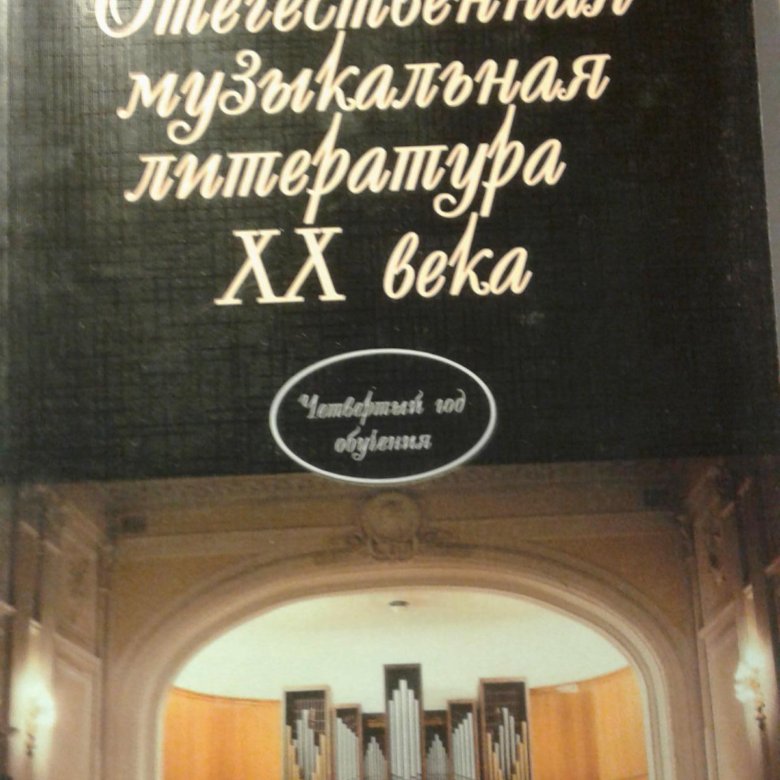 Отечественная
музыкальная
литература
XX века
Четвертый год
обучения